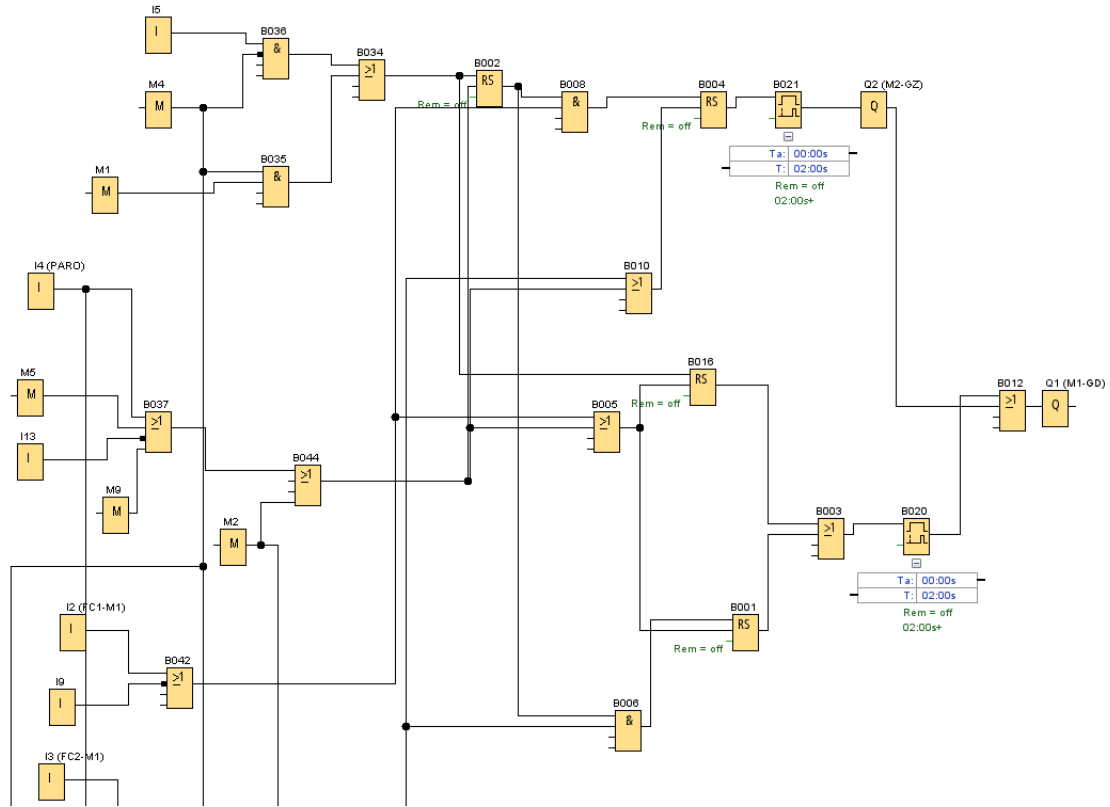 I5
I
B036
&
B034
>1
B002
RS
Rem = off
M4
M
B008
&
B004
RS
Rem = off
B021
Q2 (M2-GZ)
Q
Ta: 00:00s
T: 02:00s
Rem = off
02:00s+
B035
&
M1
M
I4 (PARO)
I
B010
>1
M5
M
B037
>1
I13
I
M9
M
B044
>1
M2
M
B005
>1
B016
RS
Rem = off
B012
>1
Q1 (M1-GD)
Q
B003
>1
B020
Ta: 00:00s
T: 02:00s
Rem = off
02:00s+
I2 (FC1-M1)
I
B042
>1
I9
I
B001
RS
Rem = off
B006
&
I3 (FC2-M1)
I